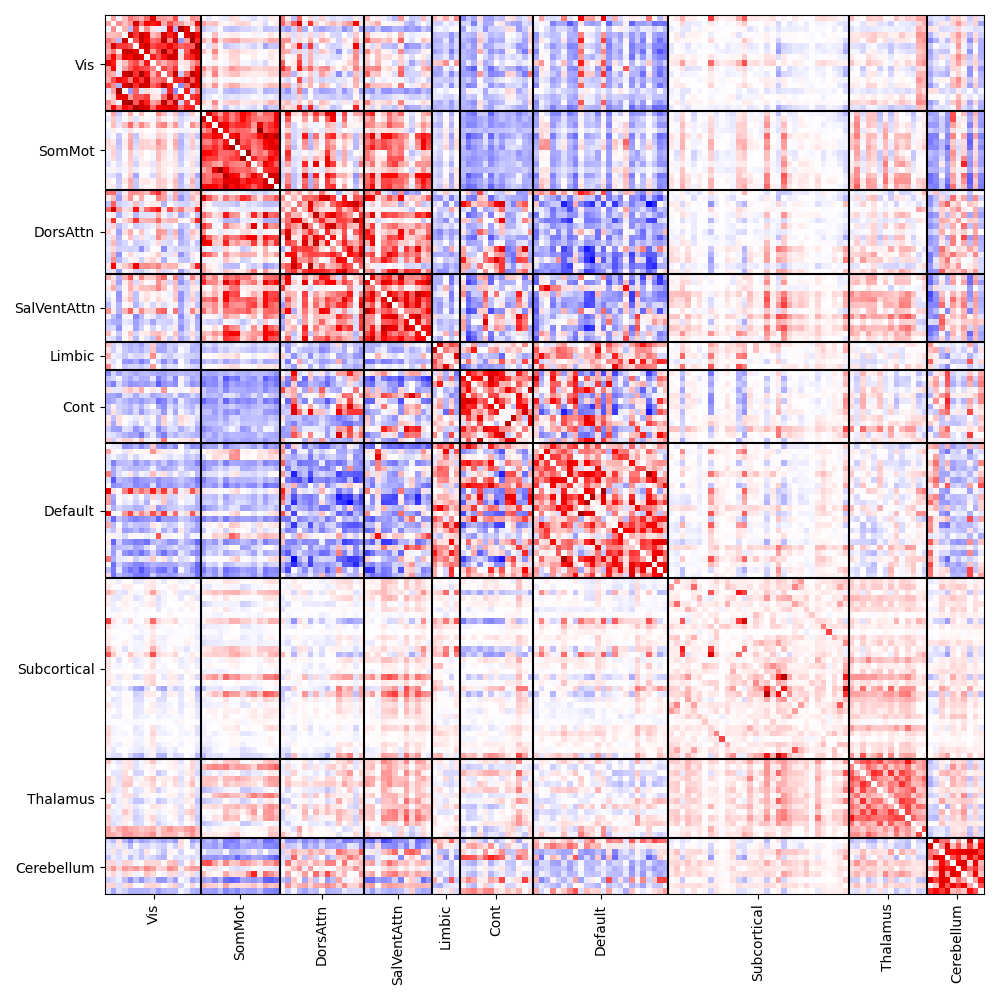 Vis
SomMot
DorsAttn
SalVentAttn
Limbic
Cont
Default
Subcortical
Thalamus
Cerebellum
Vis
SomMot
DorsAttn
SalVentAttn
Limbic
Cont
Default
Subcortical
Thalamus
Cerebellum